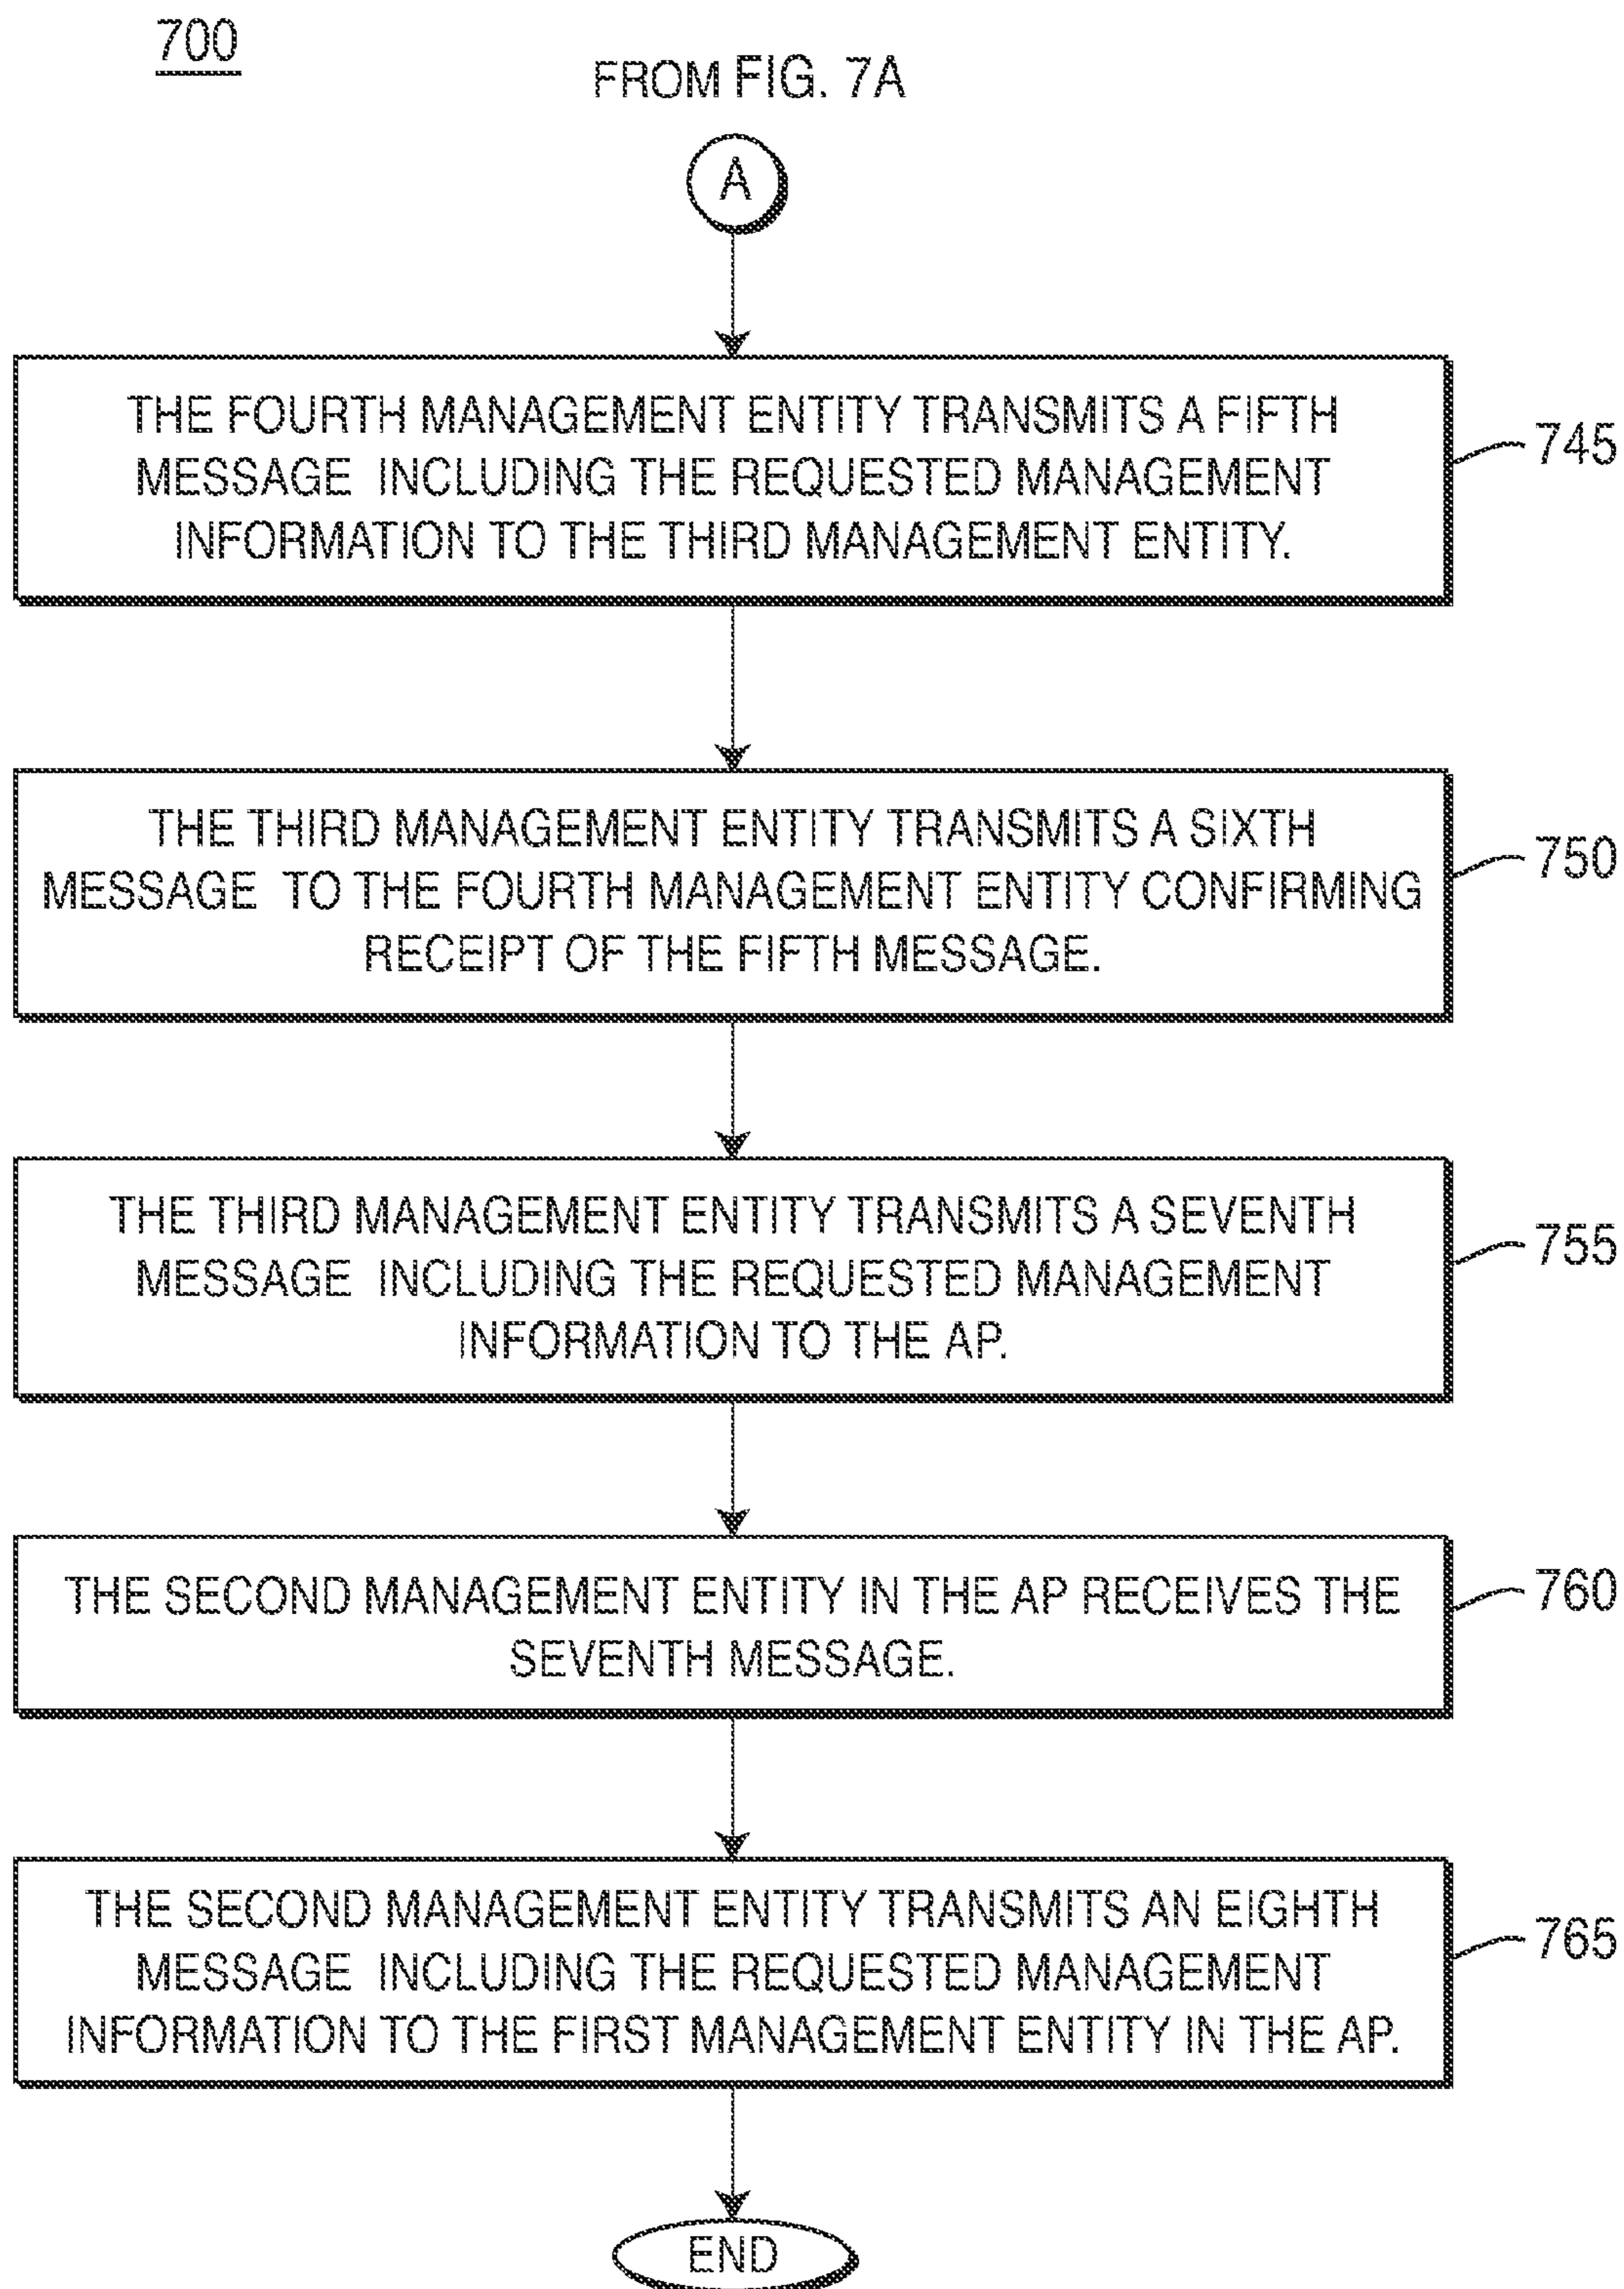 700
FROM FIG. 7A
A
THE FOURTH MANAGEMENT ENTITY TRANSMITS A FIFTH
MESSAGE INCLUDING THE REQUESTED MANAGEMENT
INFORMATION TO THE THIRD MANAGEMENT ENTITY.
745
THE THIRD MANAGEMENT ENTITY TRANSMITS A SIXTH
MESSAGE TO THE FOURTH MANAGEMENT ENTITY CONFIRMING
RECEIPT OF THE FIFTH MESSAGE.
750
THE THIRD MANAGEMENT ENTITY TRANSMITS A SEVENTH
MESSAGE INCLUDING THE REQUESTED MANAGEMENT
INFORMATION TO THE AP.
755
THE SECOND MANAGEMENT ENTITY IN THE AP RECEIVES THE
SEVENTH MESSAGE.
760
THE SECOND MANAGEMENT ENTITY TRANSMITS AN EIGHTH
MESSAGE INCLUDING THE REQUESTED MANAGEMENT
INFORMATION TO THE FIRST MANAGEMENT ENTITY IN THE AP.
765
END